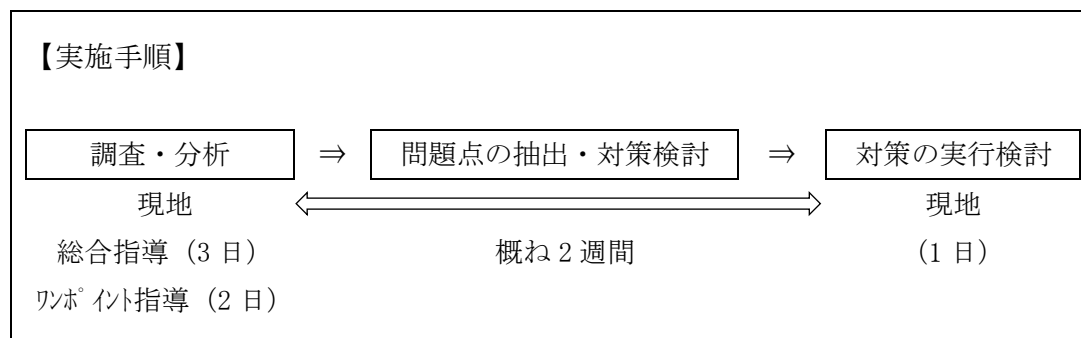 【実施手順】
調査・分析 ⇒ 問題点の抽出・対策検討 ⇒ 対策の実行検討
現地 現地
総合指導(3日) 概ね2週間 (1日)
ワンポイント指導(2日)